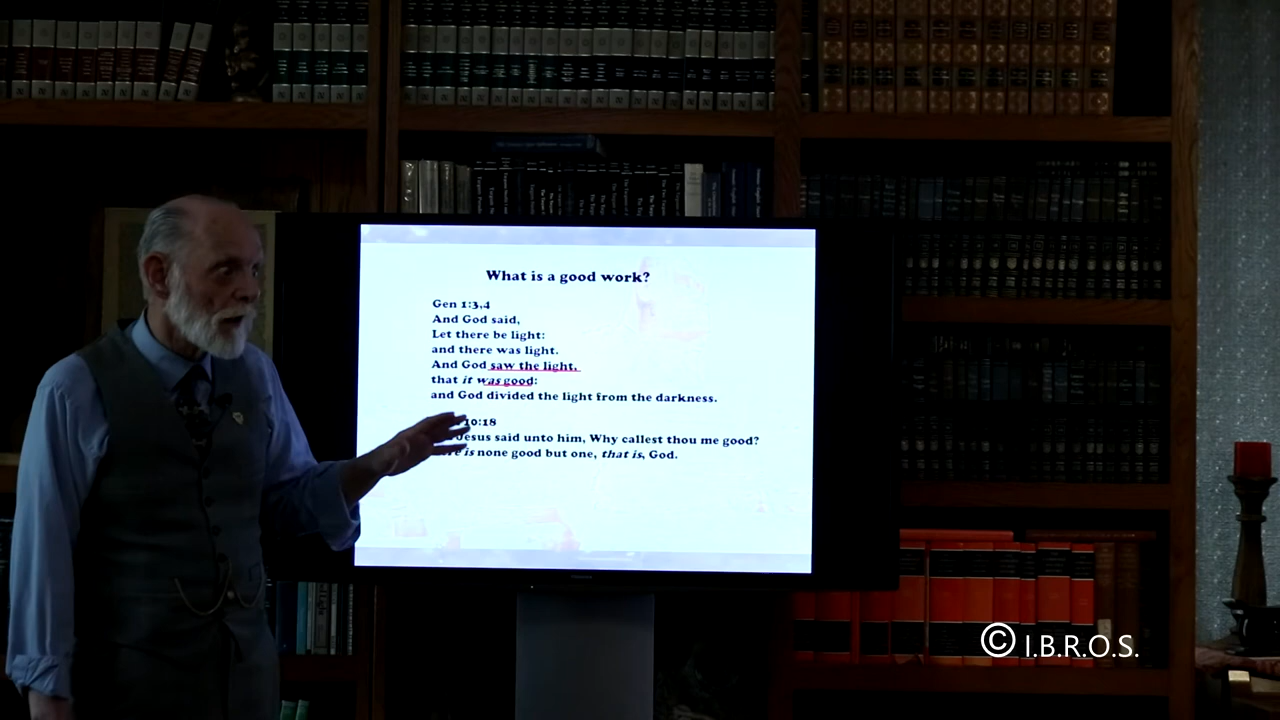 What is a good work?
Gen 1:3,4
And God said,
Let there be light:
and there was light.
And God saw the light,
that it was good:
and God divided the light from the darkness.
10:18
Jesus said unto him, Why callest thou me good?
is none good but one, that is, God.
© I.B.R.O.S.